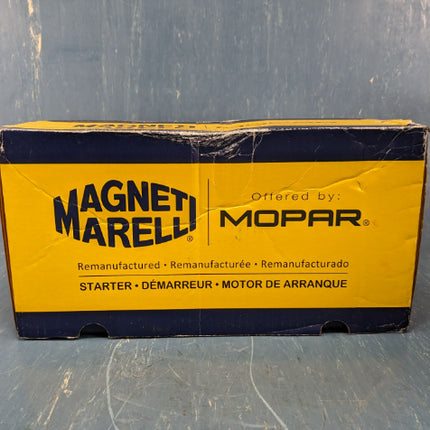 MAGNETI
MARELLI®
Offered by:
MOPAR®
Remanufactured • Remanufacturée • Remanufacturado
STARTER • DÉMARREUR • MOTOR DE ARRANQUE